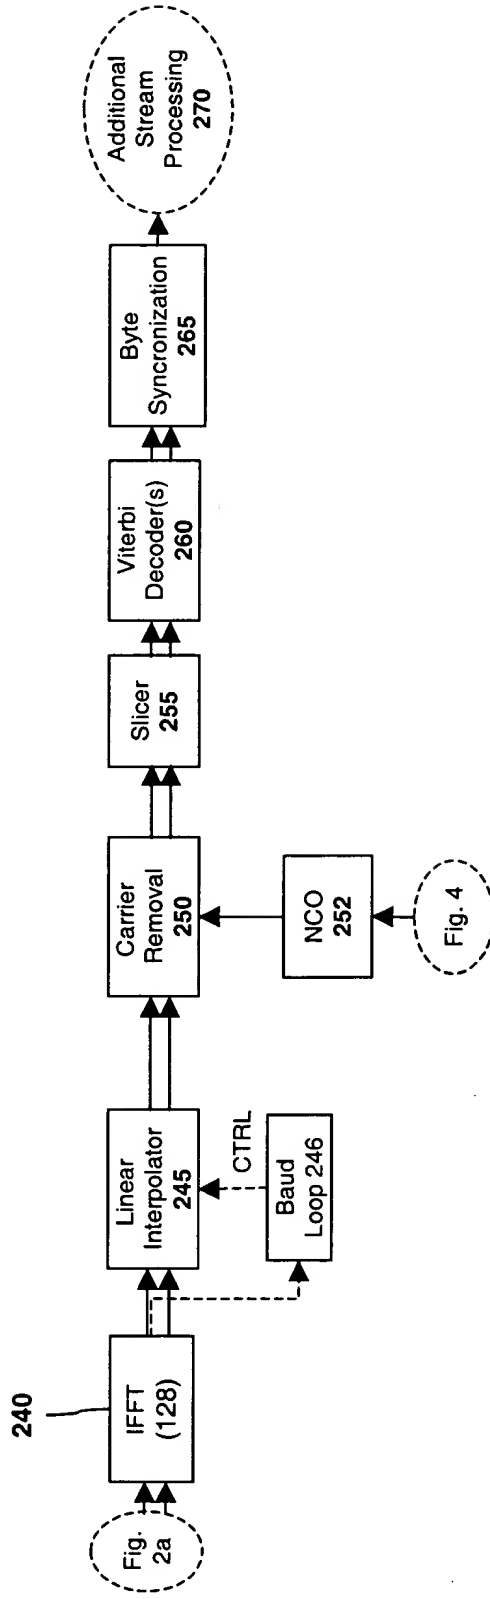 Fig.
2a
240
IFFT
(128)
Linear
Interpolator
245
CTRL
Baud
Loop 246
Carrier
Removal
250
NCO
252
Fig. 4
Slicer
255
Viterbi
Decoder(s)
260
Byte
Syncronization
265
Additional
Stream
Processing
270